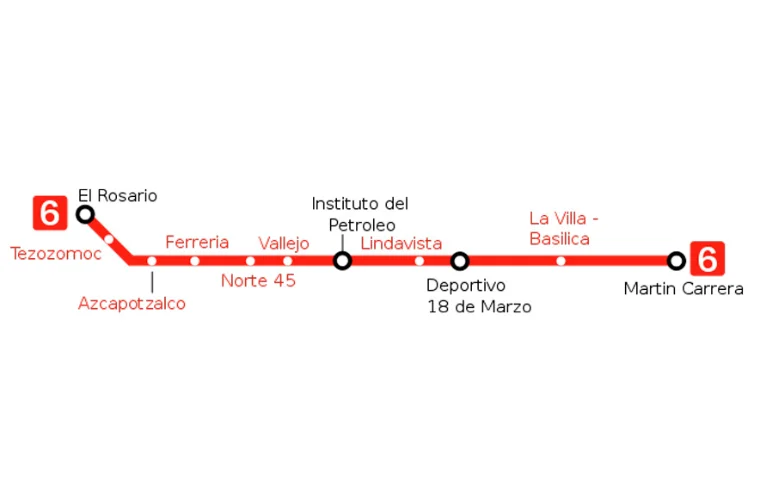 6
El Rosario
Tezozomoc
Azcapotzalco
Ferreria
Norte 45
Vallejo
Instituto del
Petroleo
Lindavista
Deportivo
18 de Marzo
La Villa -
Basilica
Martin Carrera
6